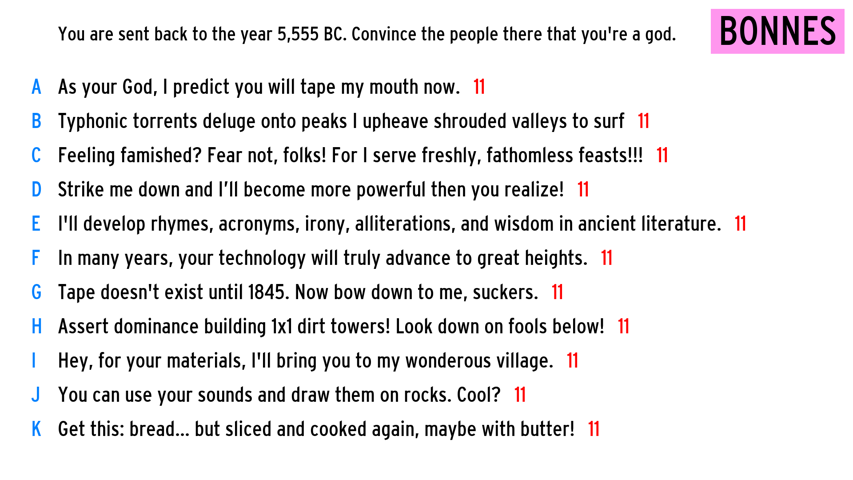 You are sent back to the year 5,555 BC. Convince the people there that you're a god.
BONNES
A As your God, I predict you will tape my mouth now. 11
B Typhonic torrents deluge onto peaks I upheave shrouded valleys to surf 11
C Feeling famished? Fear not, folks! For I serve freshly, fathomless feasts!!! 11
D Strike me down and I’ll become more powerful then you realize! 11
E I'll develop rhymes, acronyms, irony, alliterations, and wisdom in ancient literature. 11
F In many years, your technology will truly advance to great heights. 11
G Tape doesn't exist until 1845. Now bow down to me, suckers. 11
H Assert dominance building 1x1 dirt towers! Look down on fools below! 11
I Hey, for your materials, I'll bring you to my wonderous village. 11
J You can use your sounds and draw them on rocks. Cool? 11
K Get this: bread... but sliced and cooked again, maybe with butter! 11